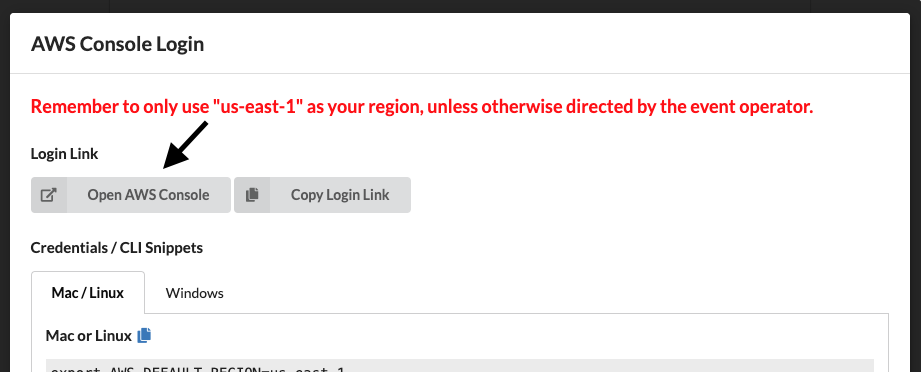 AWS Console Login
Remember to only use "us-east-1" as your region, unless otherwise directed by the event operator.
Login Link
Open AWS Console
Copy Login Link
Credentials / CLI Snippets
Mac / Linux
Windows
Mac or Linux
export AWS_DEFAULT_REGION=us-east-1